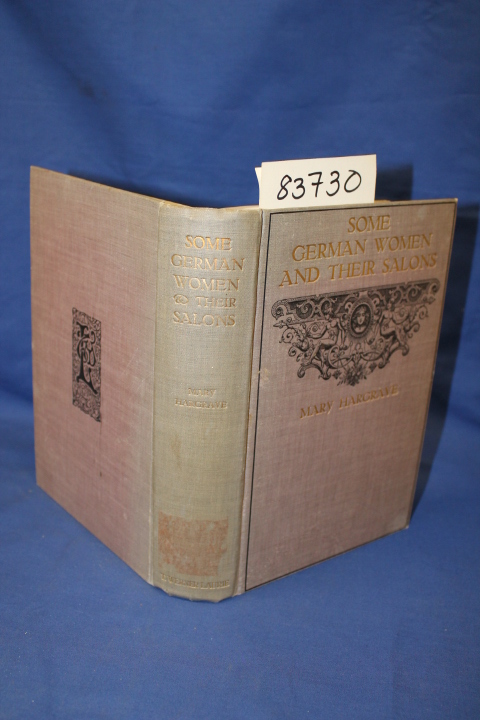 83730
SOME
GERMAN WOMEN
AND THEIR SALONS
MARY HARGRAVE
SOME
GERMAN
WOMEN
& THEIR
SALONS
MARY
HARGRAVE